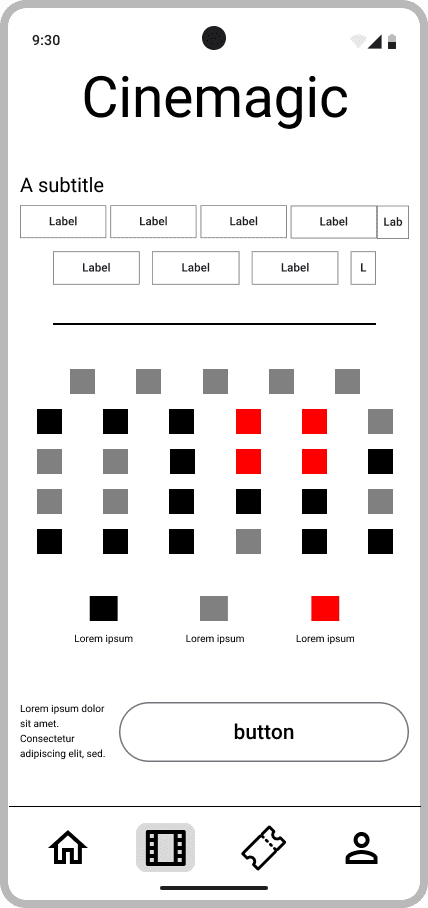 9:30
Cinemagic
A subtitle
Label Label Label Label Lab
Label Label Label L
Lorem ipsum Lorem ipsum Lorem ipsum
Lorem ipsum dolor
sit amet.
Consectetur
adipiscing elit, sed.
button